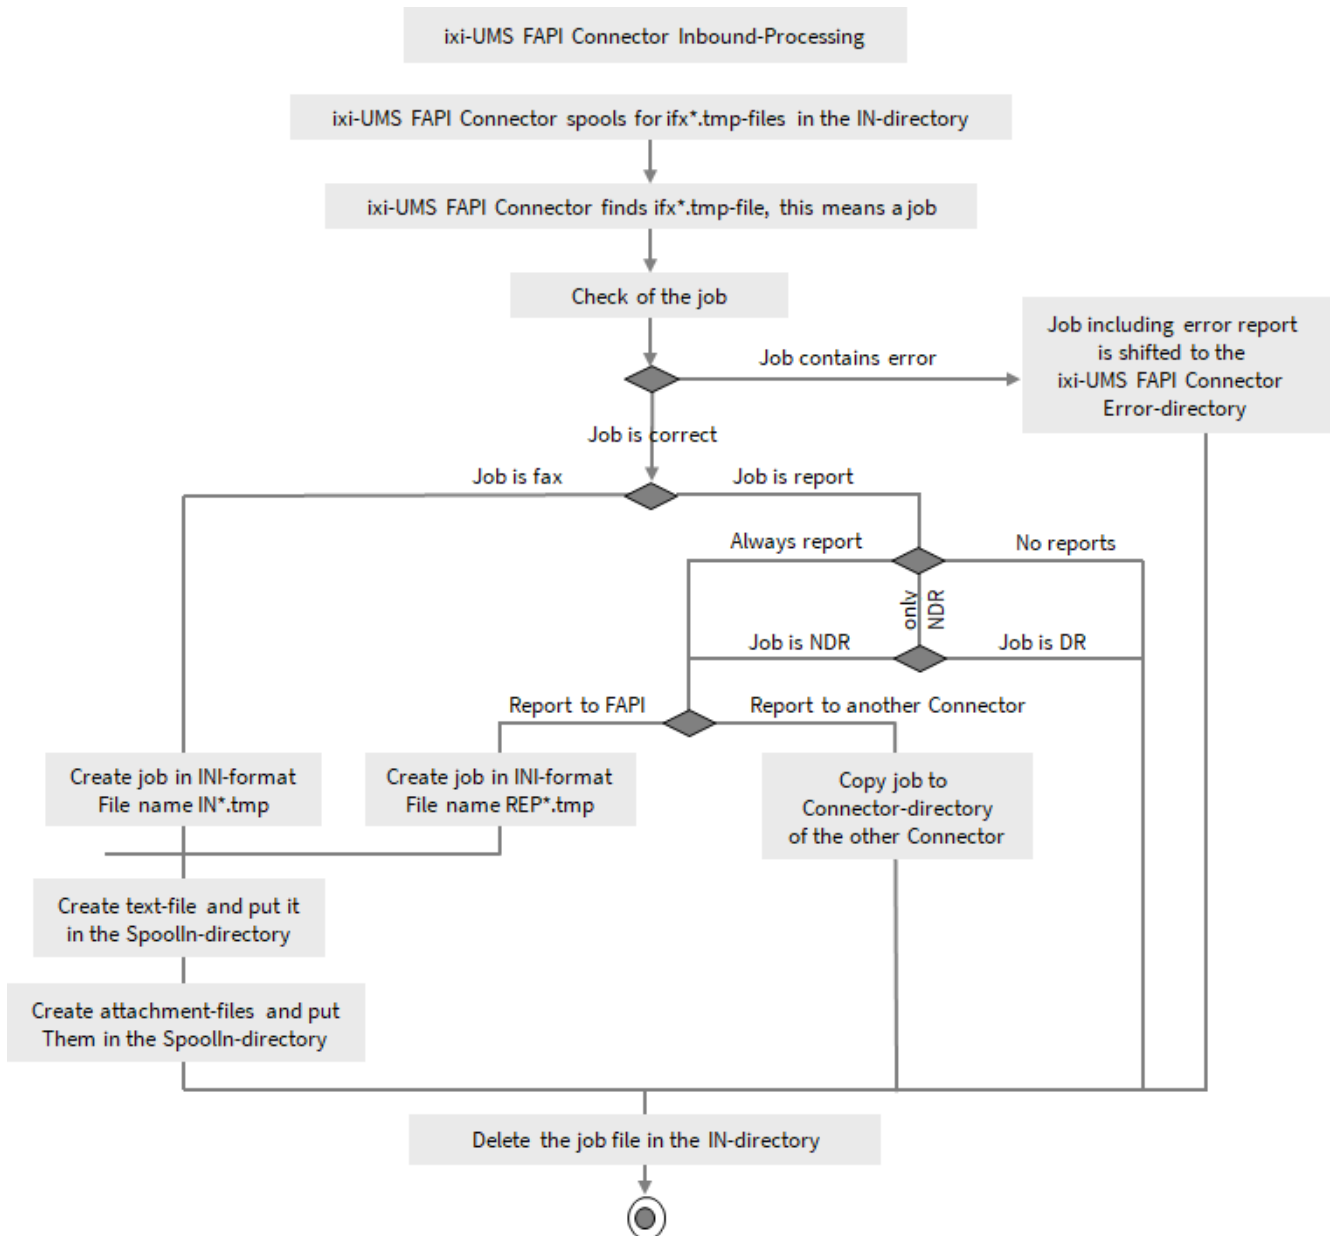 ixi-UMS FAPI Connector Inbound-Processing
ixi-UMS FAPI Connector spools for ifx*.tmp-files in the IN-directory
ixi-UMS FAPI Connector finds ifx*.tmp-file, this means a job
Check of the job
Job contains error
Job including error report
is shifted to the
ixi-UMS FAPI Connector
Error-directory
Job is correct
Job is fax
Job is report
Always report
No reports
only
NDR
Job is NDR
Job is DR
Report to FAPI
Report to another Connector
Create job in INI-format
File name IN*.tmp
Create job in INI-format
File name REP*.tmp
Copy job to
Connector-directory
of the other Connector
Create text-file and put it
in the SpoolIn-directory
Create attachment-files and put
Them in the SpoolIn-directory
Delete the job file in the IN-directory